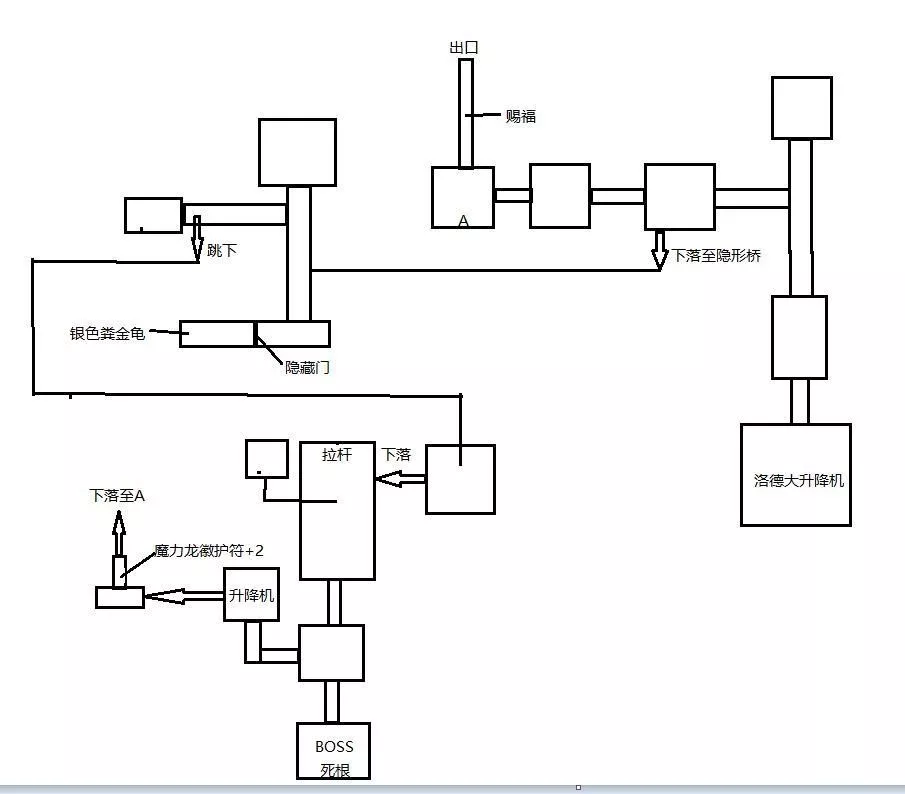 出口
赐福
A
跳下
下落至隐形桥
银色粪金龟
隐藏门
拉杆
下落
洛德大升降机
下落至A
魔力龙徽护符+2
升降机
BOSS
死根